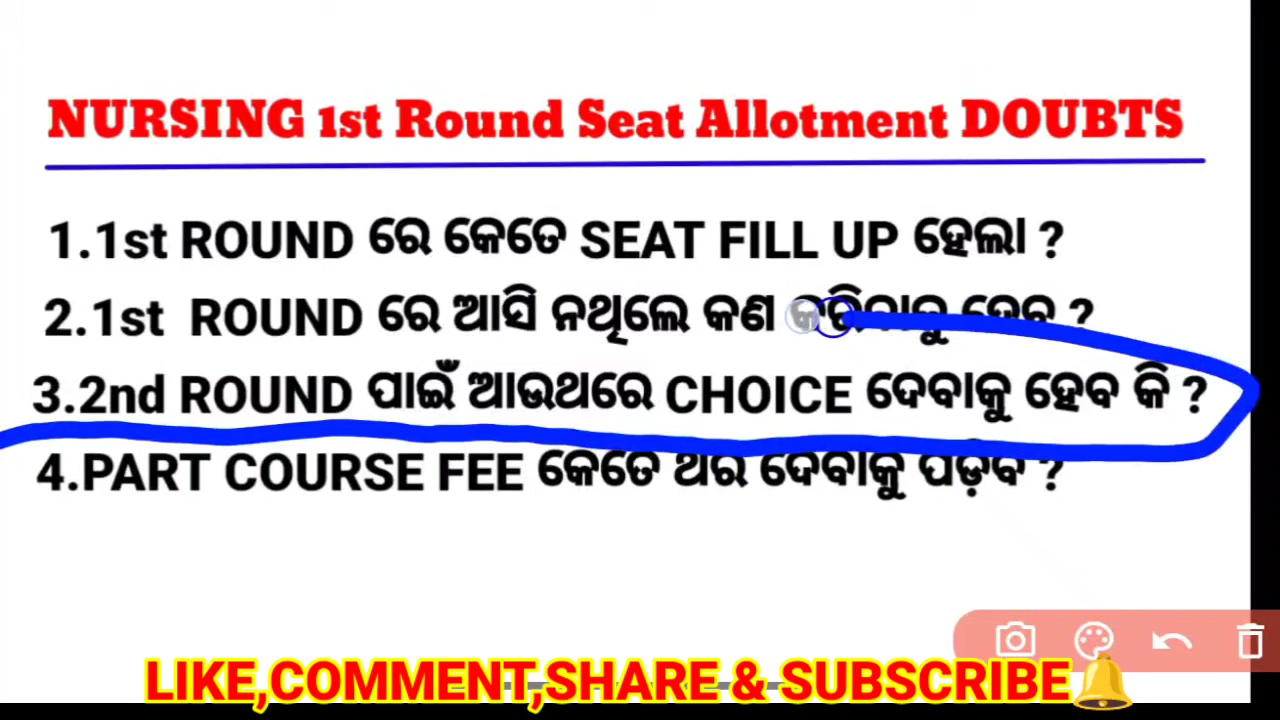 NURSING 1st Round Seat Allotment DOUBTS
1.1st ROUND ରେ କେତେ SEAT FILL UP ହେଲା ?
2.1st ROUND ରେ ଆସି ନଥିଲେ କଣ କରିବାକୁ ହେବ ?
3.2nd ROUND ପାଇଁ ଆଉଥରେ CHOICE ଦେବାକୁ ହେବ କି ?
4.PART COURSE FEE କେତେ ଥର ଦେବାକୁ ପଡ଼ିବ ?
LIKE,COMMENT,SHARE & SUBSCRIBE🔔